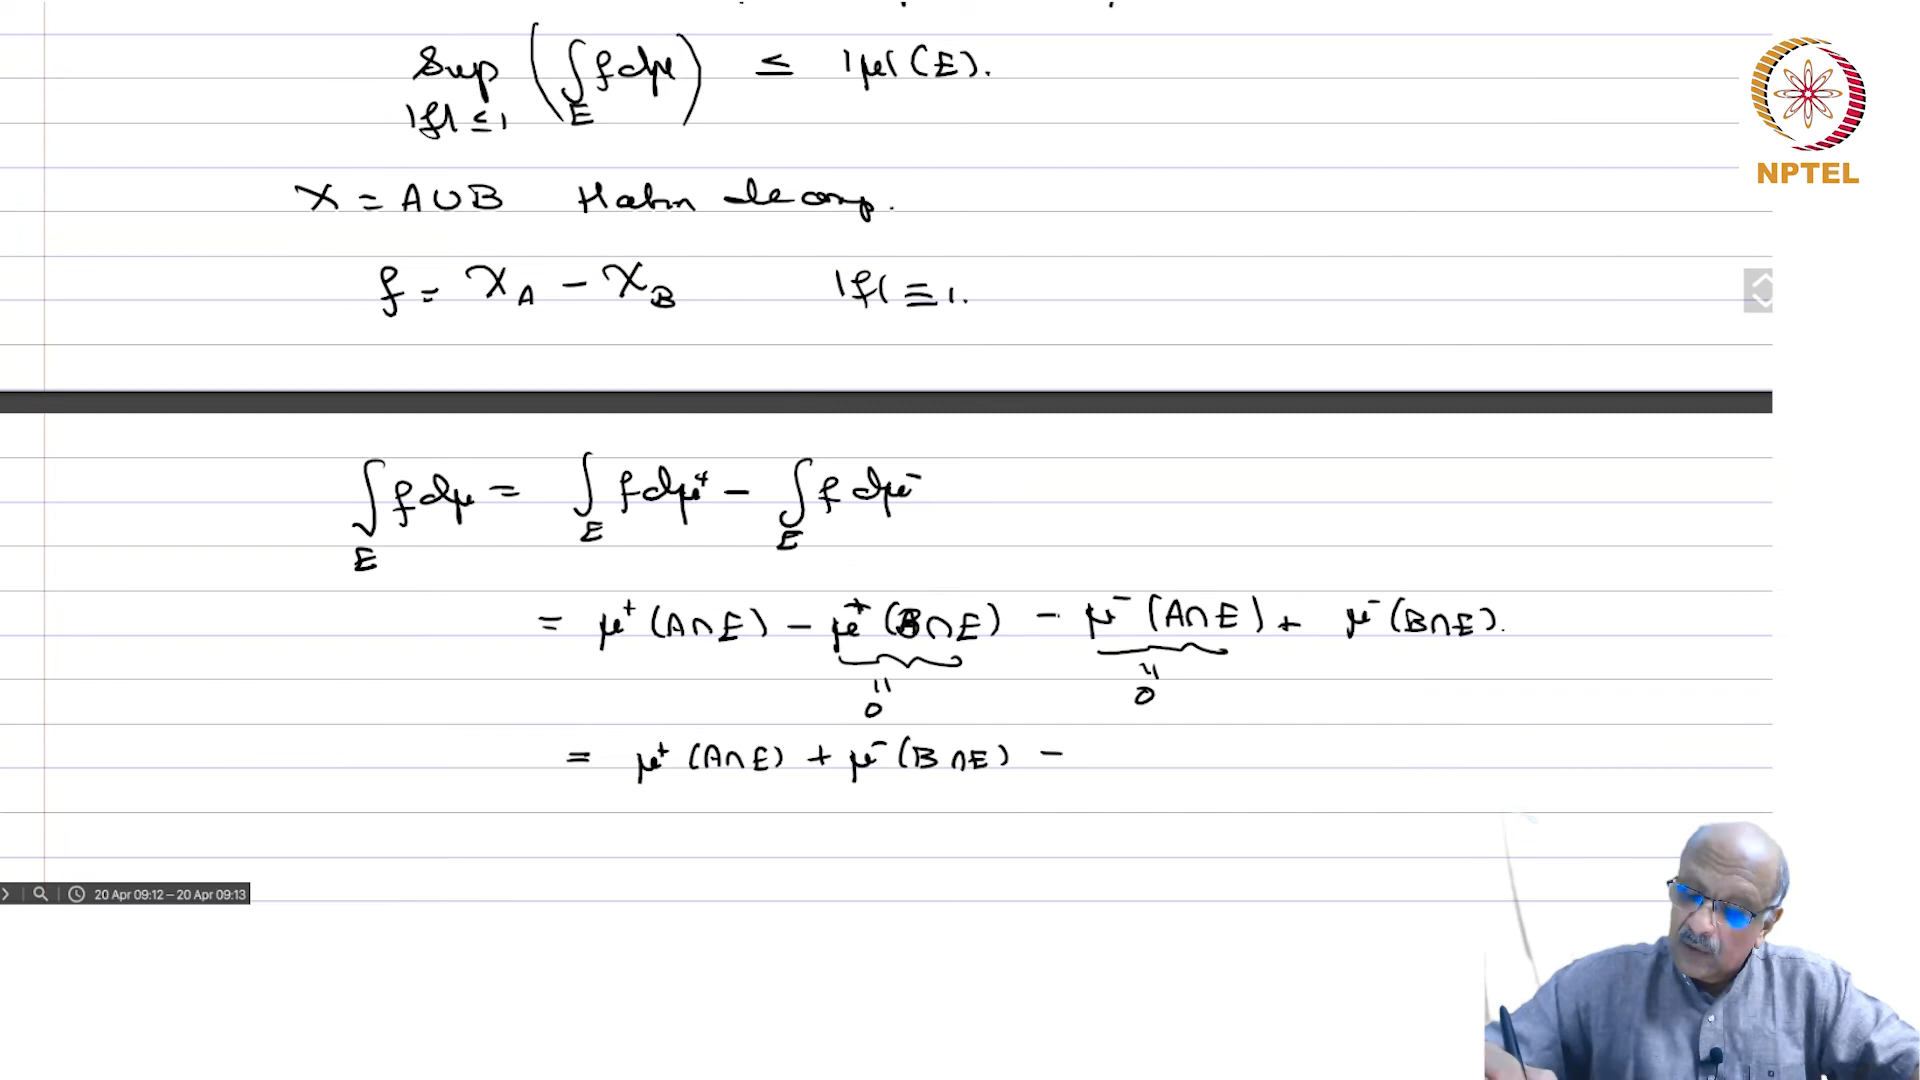 Sup ( ∫ f dμ ) ≤ |μ|(E).
|f| ≤ 1 E
NPTEL
X = A ∪ B Hahn decomp.
f = χ_A − χ_B |f| ≡ 1.
∫_E f dμ = ∫_E f dμ⁺ − ∫_E f dμ⁻
= μ⁺(A∩E) − μ⁺(B∩E) − μ⁻(A∩E) + μ⁻(B∩E).
" "
0 0
= μ⁺(A∩E) + μ⁻(B∩E) −
20 Apr 09:12 – 20 Apr 09:13